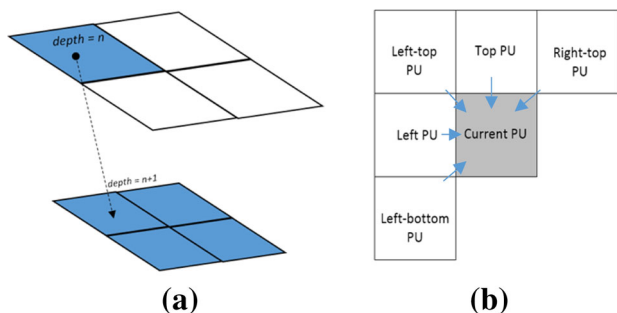 depth = n
depth = n+1
(a)
Left-top
PU
Top PU
Right-top
PU
Left PU
Current PU
Left-bottom
PU
(b)